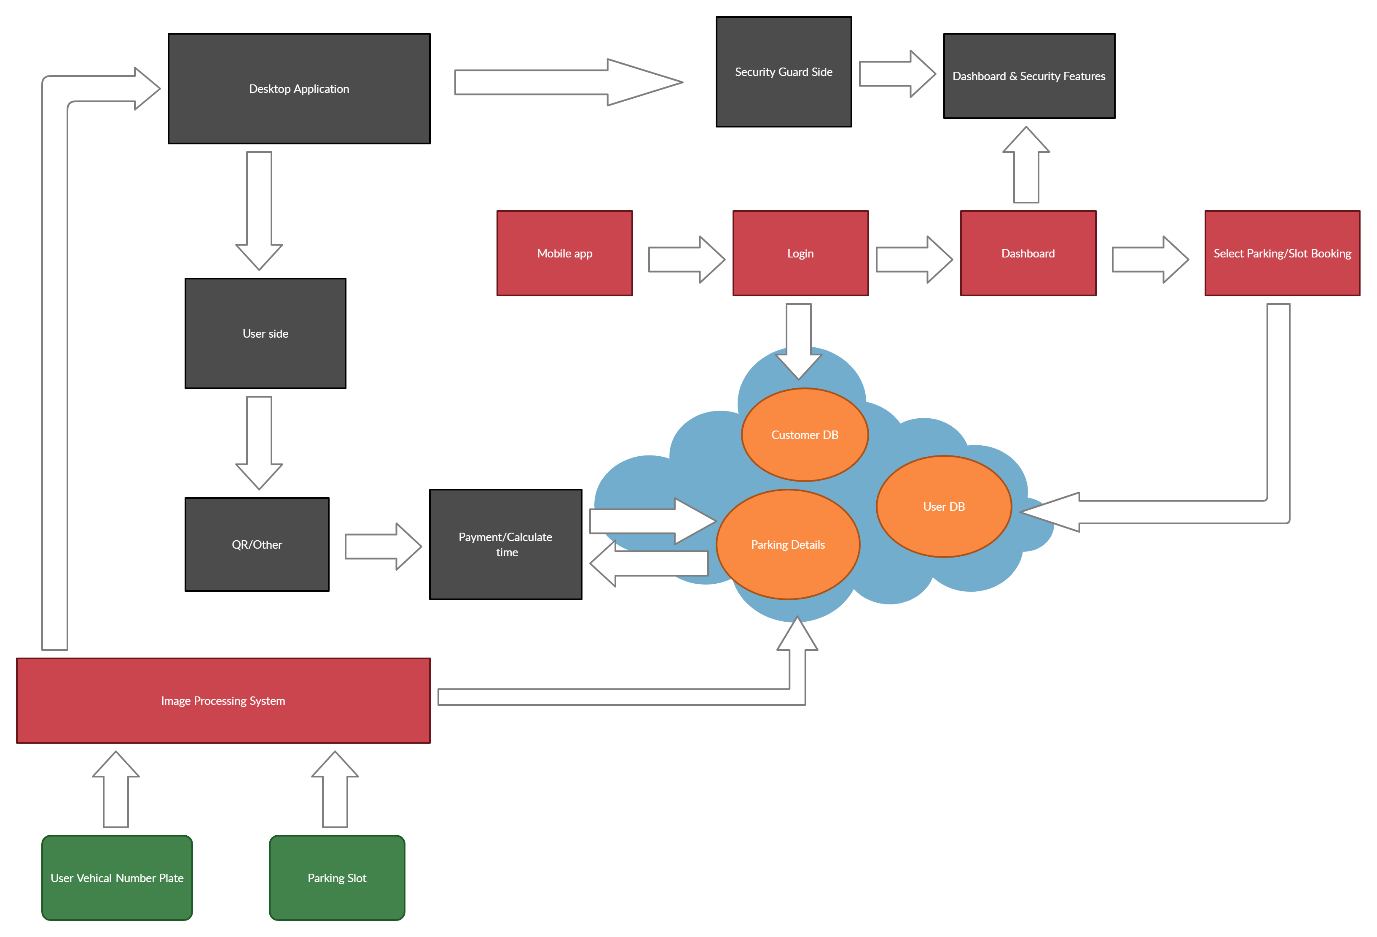 Desktop Application
Security Guard Side
Dashboard & Security Features
Mobile app
Login
Dashboard
Select Parking/Slot Booking
User side
Customer DB
User DB
QR/Other
Payment/Calculate
time
Parking Details
Image Processing System
User Vehical Number Plate
Parking Slot